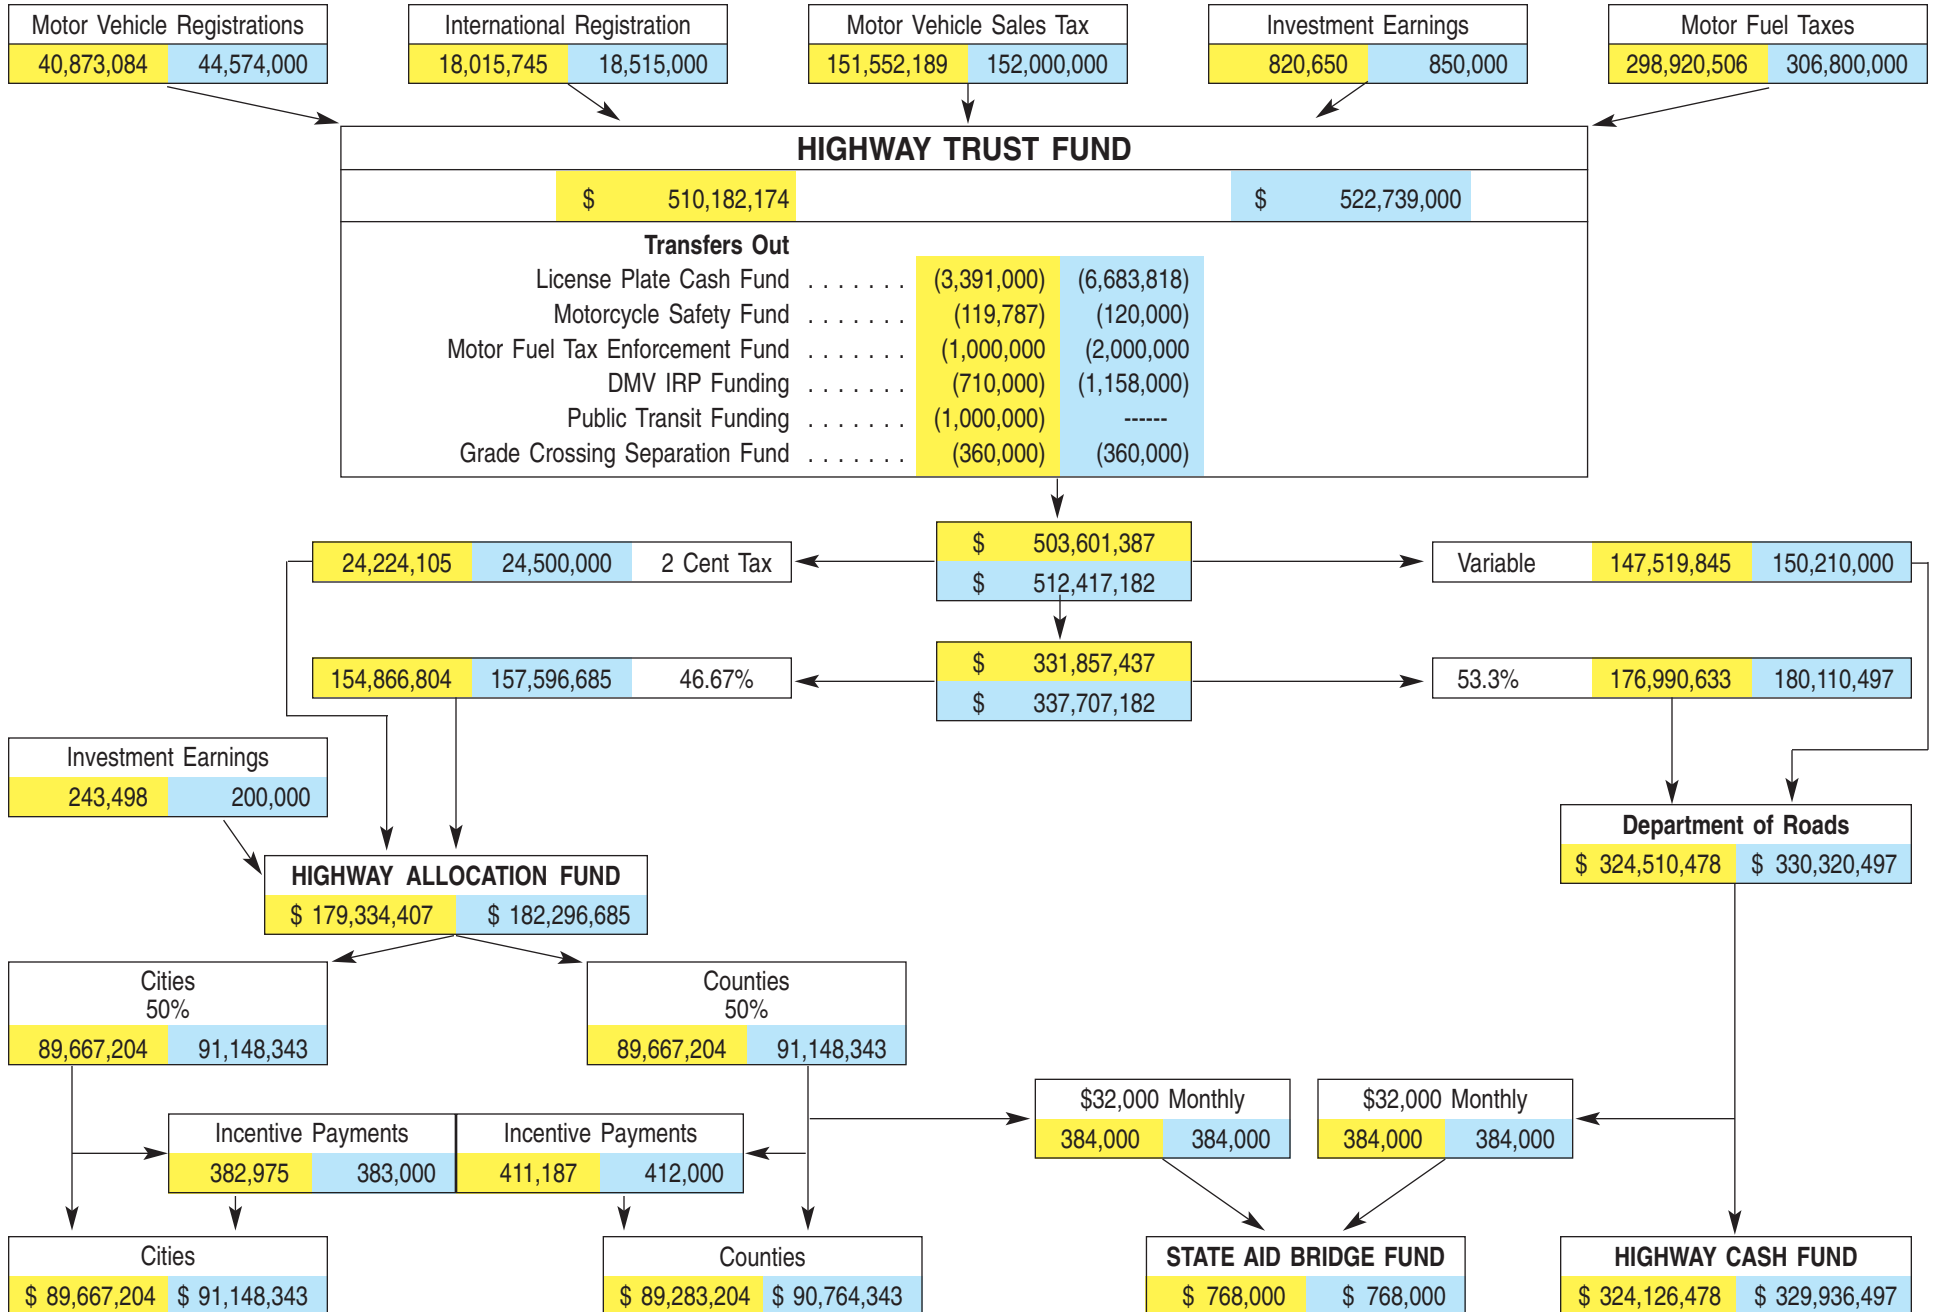 Motor Vehicle Registrations
40,873,084 44,574,000
International Registration
18,015,745 18,515,000
Motor Vehicle Sales Tax
151,552,189 152,000,000
Investment Earnings
820,650 850,000
Motor Fuel Taxes
298,920,506 306,800,000
HIGHWAY TRUST FUND
$ 510,182,174 $ 522,739,000
Transfers Out
License Plate Cash Fund . . . . . . . (3,391,000) (6,683,818)
Motorcycle Safety Fund . . . . . . . (119,787) (120,000)
Motor Fuel Tax Enforcement Fund . . . . . . . (1,000,000 (2,000,000
DMV IRP Funding . . . . . . . (710,000) (1,158,000)
Public Transit Funding . . . . . . . (1,000,000) ------
Grade Crossing Separation Fund . . . . . . . (360,000) (360,000)
$ 503,601,387
$ 512,417,182
24,224,105 24,500,000 2 Cent Tax
Variable 147,519,845 150,210,000
$ 331,857,437
$ 337,707,182
154,866,804 157,596,685 46.67%
53.3% 176,990,633 180,110,497
Investment Earnings
243,498 200,000
Department of Roads
$ 324,510,478 $ 330,320,497
HIGHWAY ALLOCATION FUND
$ 179,334,407 $ 182,296,685
Cities
50%
89,667,204 91,148,343
Counties
50%
89,667,204 91,148,343
$32,000 Monthly
384,000 384,000
$32,000 Monthly
384,000 384,000
Incentive Payments
382,975 383,000
Incentive Payments
411,187 412,000
Cities
$ 89,667,204 $ 91,148,343
Counties
$ 89,283,204 $ 90,764,343
STATE AID BRIDGE FUND
$ 768,000 $ 768,000
HIGHWAY CASH FUND
$ 324,126,478 $ 329,936,497